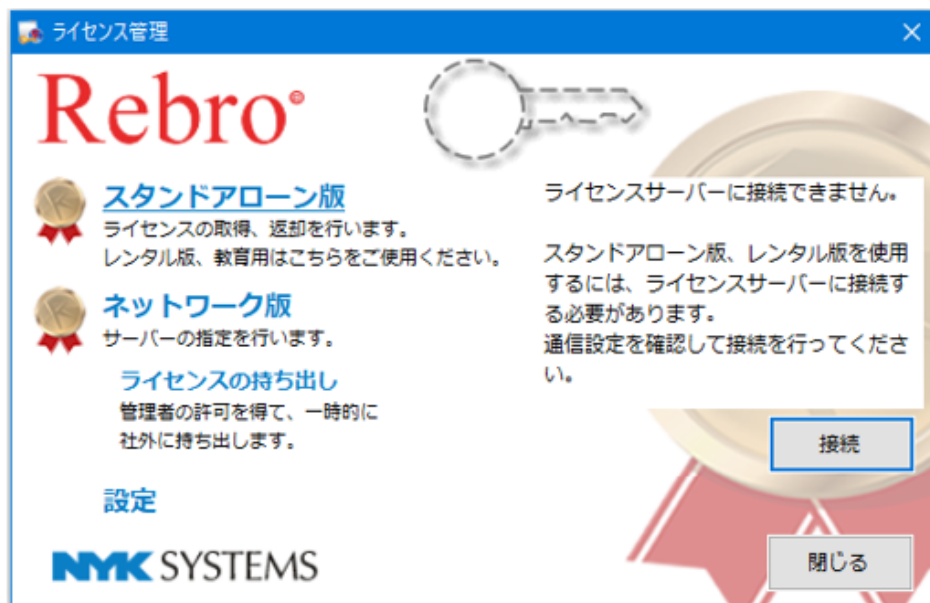 ライセンス管理
Rebro®
スタンドアローン版
ライセンスの取得、返却を行います。
レンタル版、教育用はこちらをご使用ください。
ネットワーク版
サーバーの指定を行います。
ライセンスの持ち出し
管理者の許可を得て、一時的に
社外に持ち出します。
設定
NYK SYSTEMS
ライセンスサーバーに接続できません。
スタンドアローン版、レンタル版を使用
するには、ライセンスサーバーに接続す
る必要があります。
通信設定を確認して接続を行ってくださ
い。
接続
閉じる